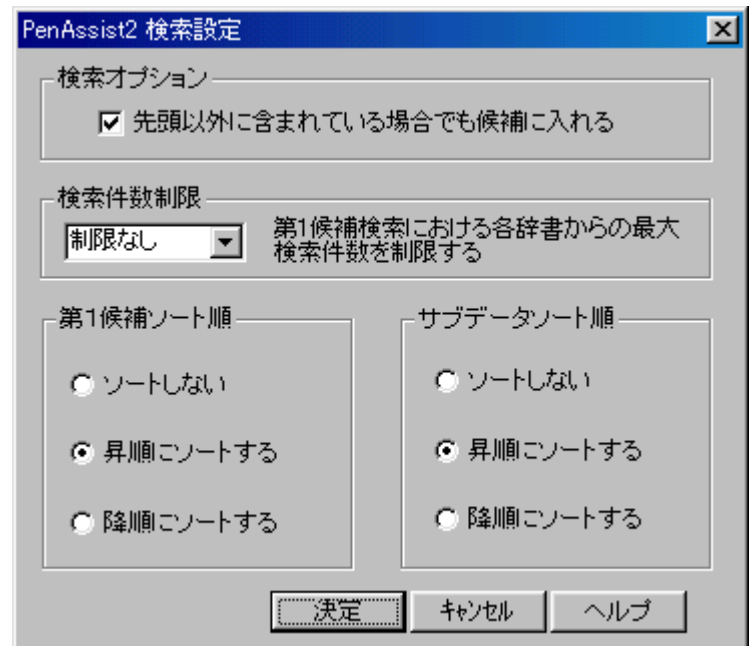 PenAssist2 検索設定
検索オプション
先頭以外に含まれている場合でも候補に入れる
検索件数制限
制限なし
第1候補検索における各辞書からの最大
検索件数を制限する
第1候補ソート順
ソートしない
昇順にソートする
降順にソートする
サブデータソート順
ソートしない
昇順にソートする
降順にソートする
決定
キャンセル
ヘルプ